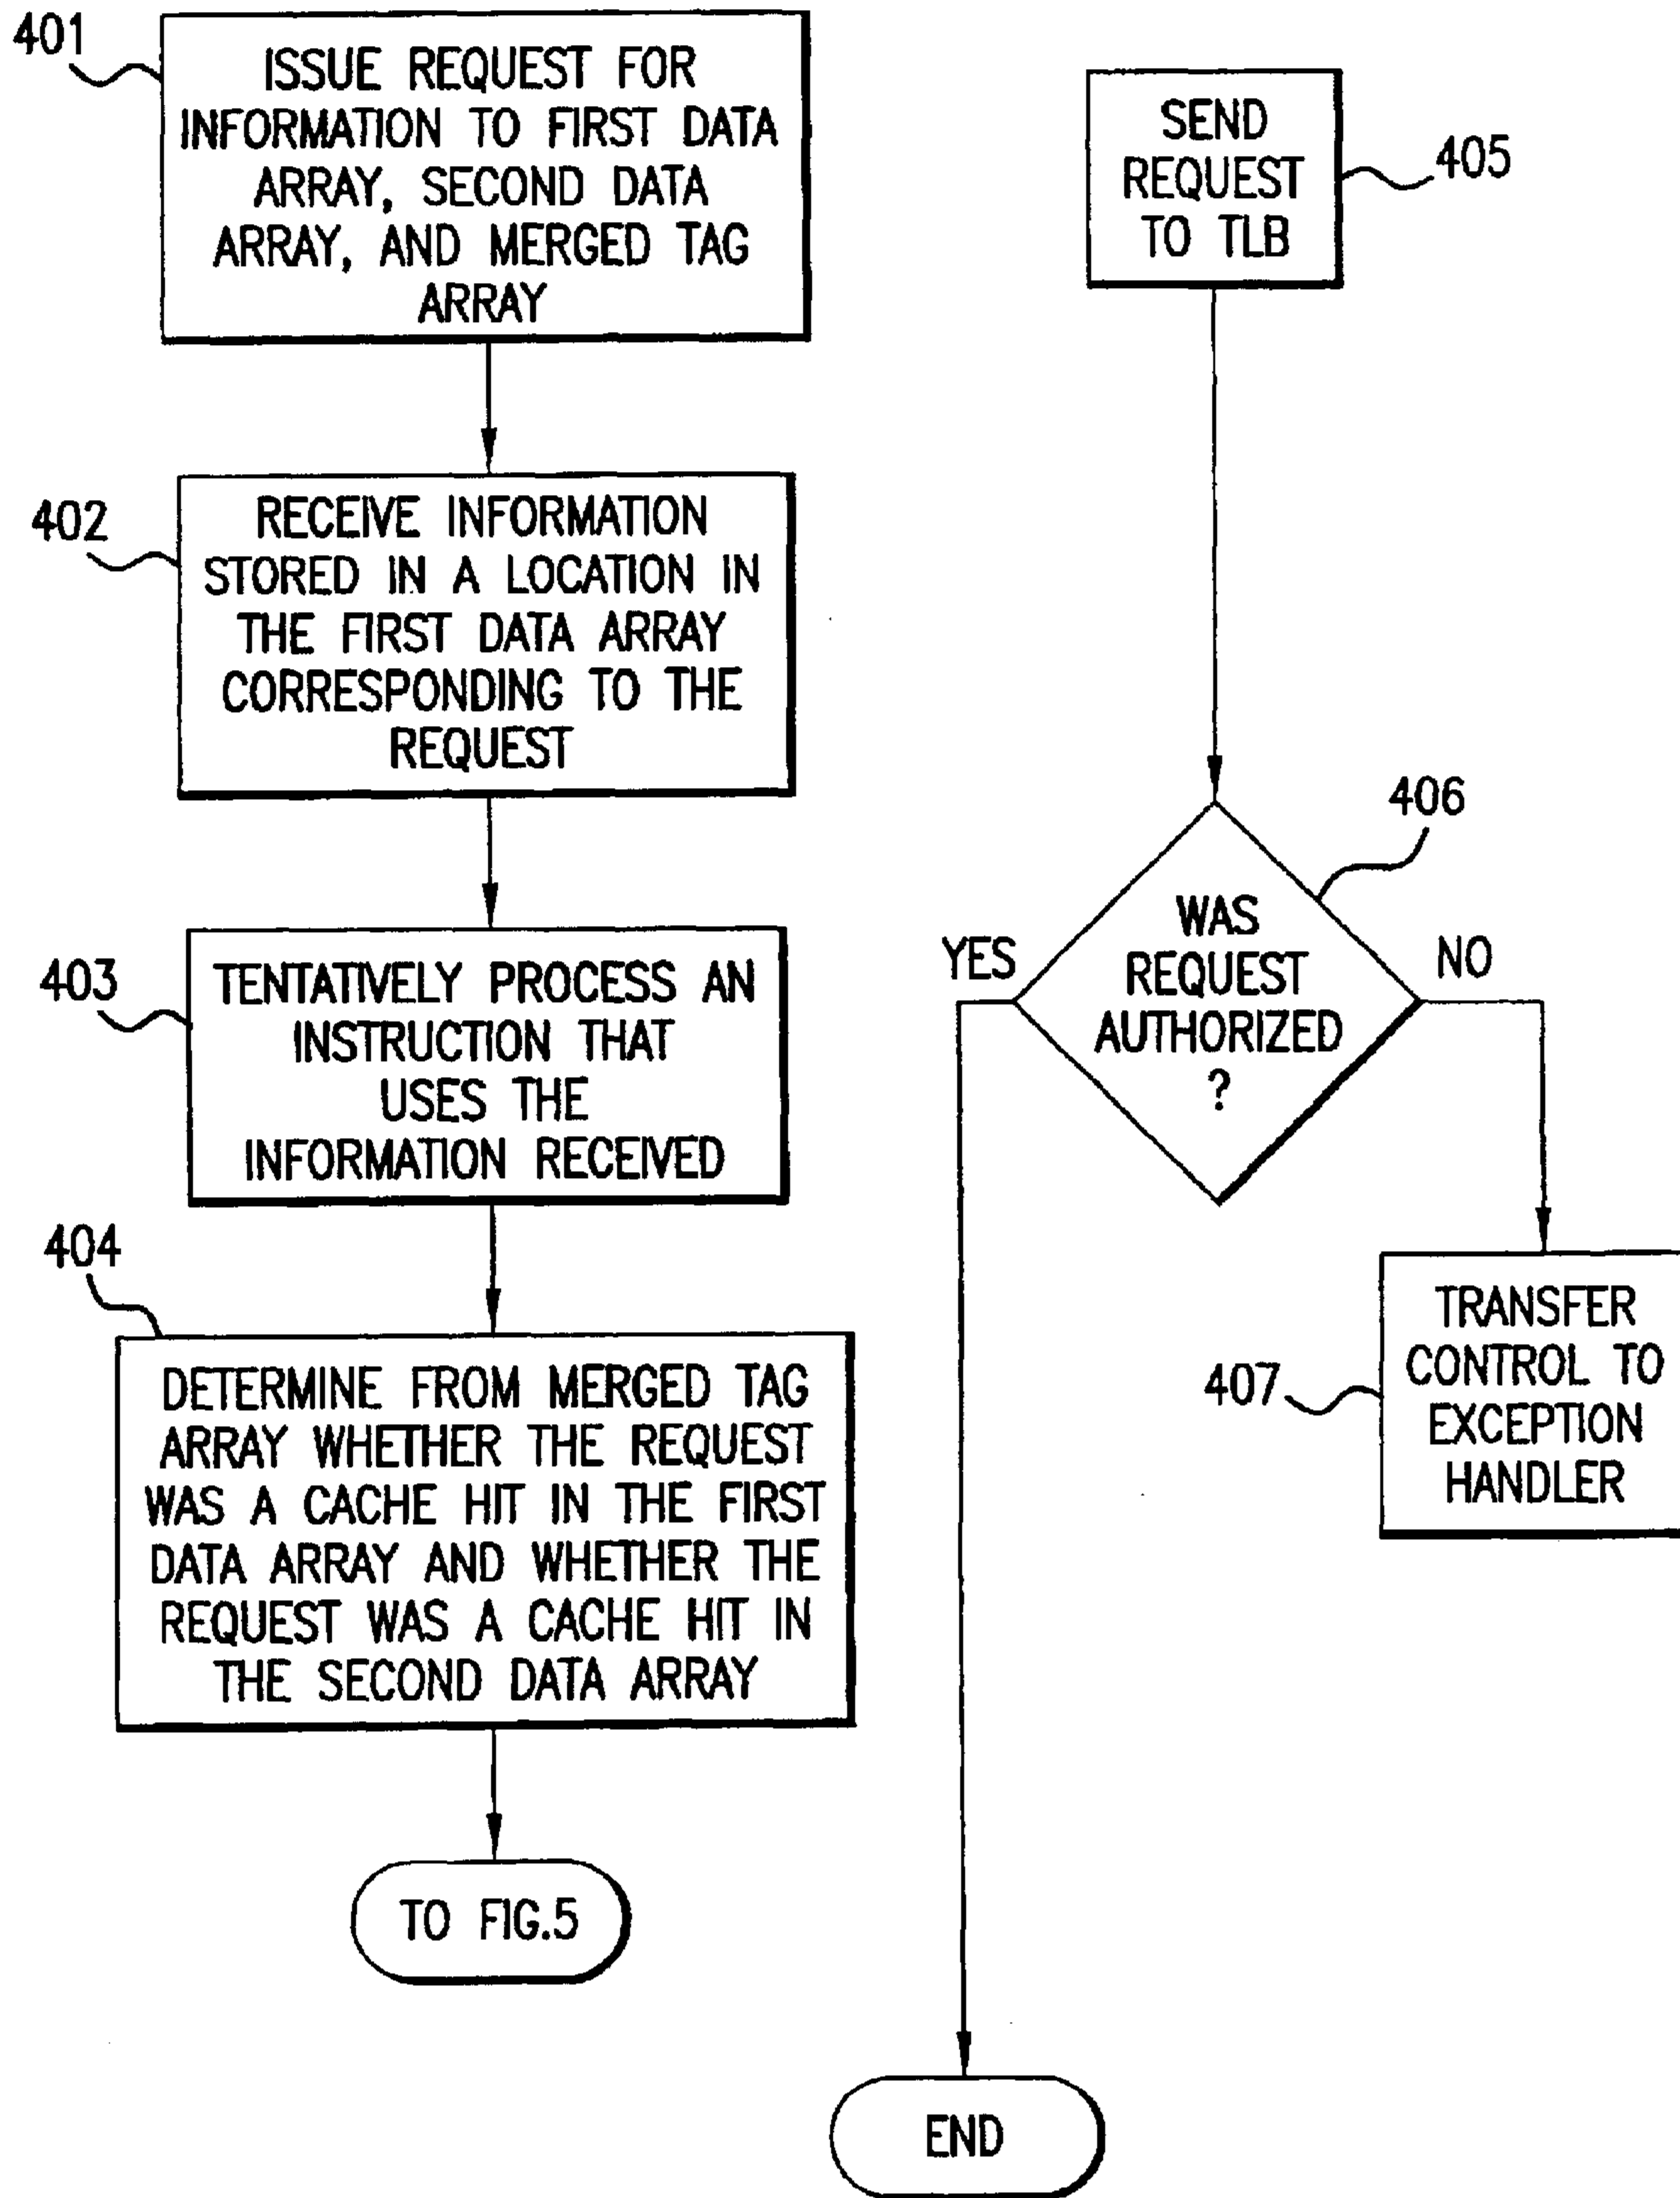 401
ISSUE REQUEST FOR
INFORMATION TO FIRST DATA
ARRAY, SECOND DATA
ARRAY, AND MERGED TAG
ARRAY
402
RECEIVE INFORMATION
STORED IN A LOCATION IN
THE FIRST DATA ARRAY
CORRESPONDING TO THE
REQUEST
403
TENTATIVELY PROCESS AN
INSTRUCTION THAT
USES THE
INFORMATION RECEIVED
404
DETERMINE FROM MERGED TAG
ARRAY WHETHER THE REQUEST
WAS A CACHE HIT IN THE FIRST
DATA ARRAY AND WHETHER THE
REQUEST WAS A CACHE HIT IN
THE SECOND DATA ARRAY
TO FIG.5
SEND
REQUEST
TO TLB
405
406
WAS
REQUEST
AUTHORIZED
?
YES
NO
407
TRANSFER
CONTROL TO
EXCEPTION
HANDLER
END